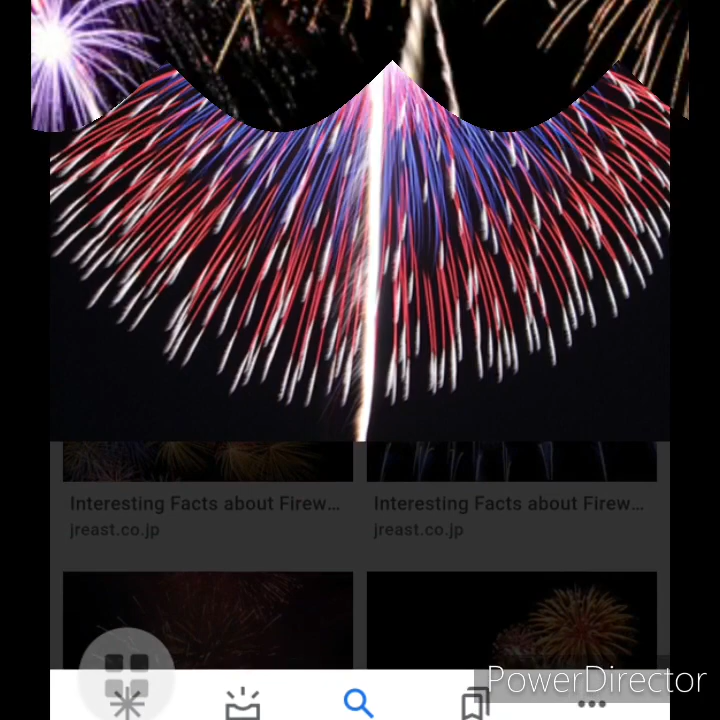 Interesting Facts about Firew...
jreast.co.jp
Interesting Facts about Firew...
jreast.co.jp
PowerDirector